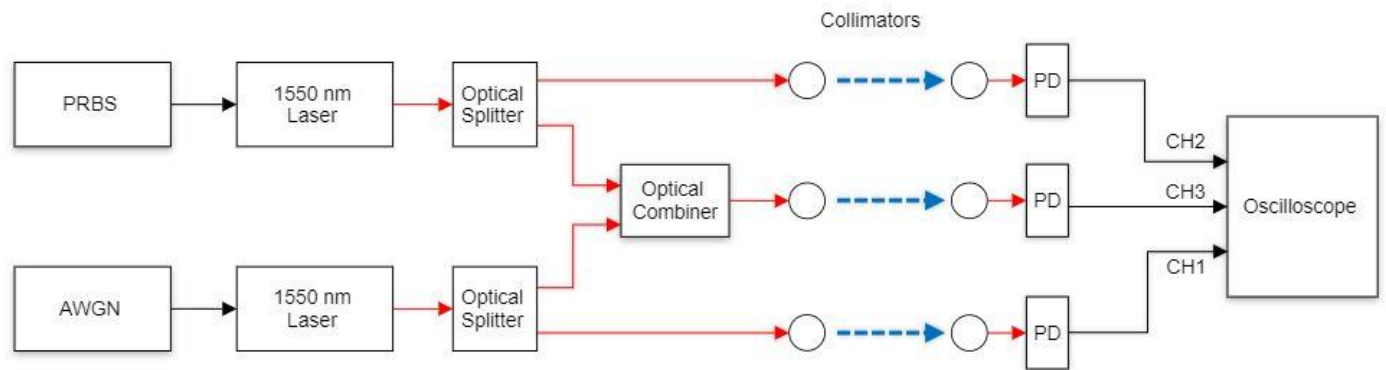 Collimators
PRBS
1550 nm
Laser
Optical
Splitter
PD
CH2
Optical
Combiner
PD
CH3
Oscilloscope
CH1
AWGN
1550 nm
Laser
Optical
Splitter
PD